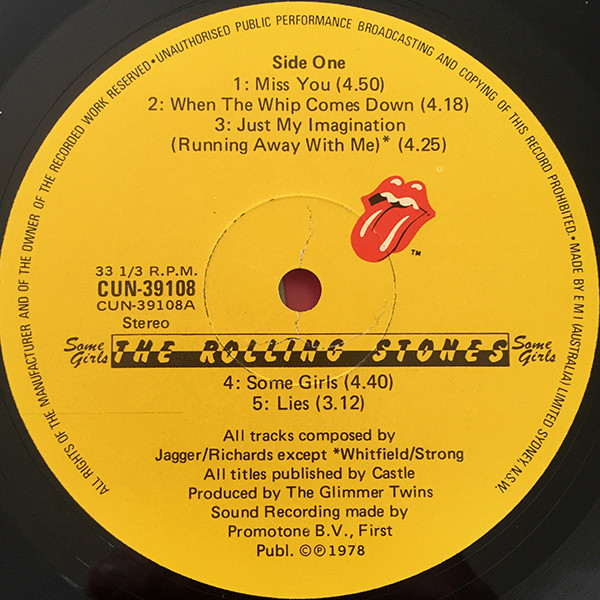 ALL RIGHTS OF THE MANUFACTURER AND OF THE OWNER OF THE RECORDED WORK RESERVED • UNAUTHORISED PUBLIC PERFORMANCE BROADCASTING AND COPYING OF THIS RECORD PROHIBITED. • MADE BY E M I (AUSTRALIA) LIMITED SYDNEY, N.S.W.
Side One
1: Miss You (4.50)
2: When The Whip Comes Down (4.18)
3: Just My Imagination
(Running Away With Me)* (4.25)
TM
33 1/3 R.P.M.
CUN-39108
CUN-39108A
Stereo
Some Girls THE ROLLING STONES Some Girls
4: Some Girls (4.40)
5: Lies (3.12)
All tracks composed by
Jagger/Richards except *Whitfield/Strong
All titles published by Castle
Produced by The Glimmer Twins
Sound Recording made by
Promotone B.V., First
Publ. ©℗1978